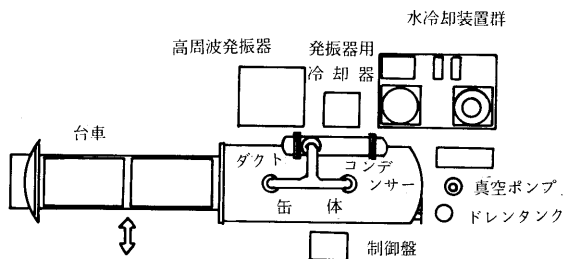 水冷却装置群
高周波発振器
発振器用
冷却器
台車
ダクト
コンデ
ンサー
缶体
真空ポンプ
ドレンタンク
制御盤